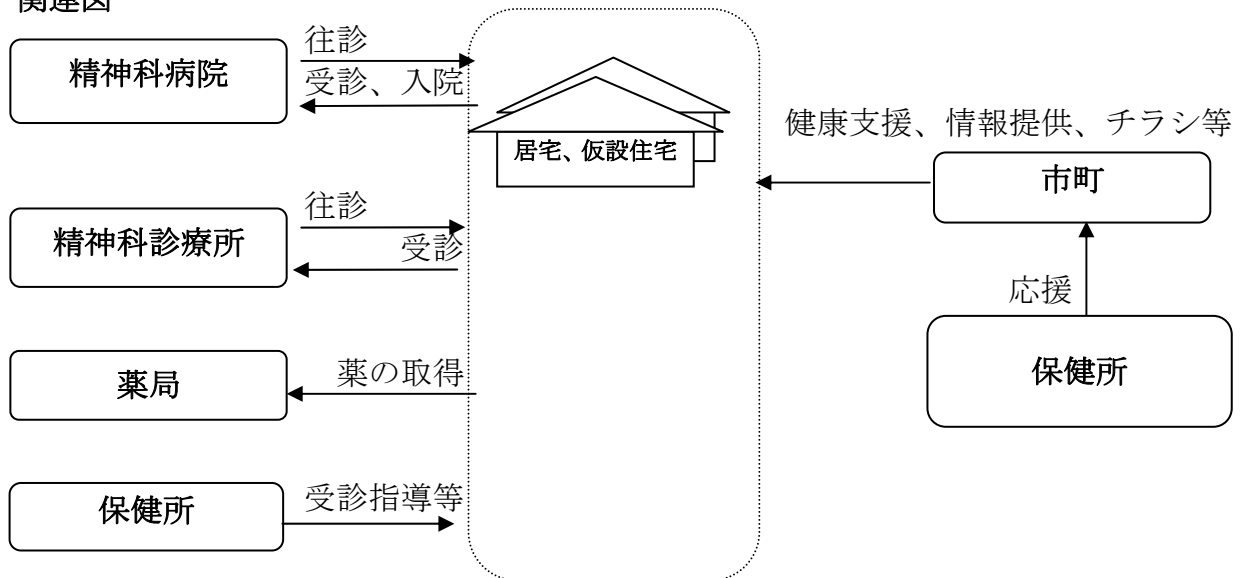 関連図
往診
精神科病院
受診、入院
居宅、仮設住宅
健康支援、情報提供、チラシ等
市町
往診
精神科診療所
受診
応援
保健所
薬の取得
薬局
受診指導等
保健所